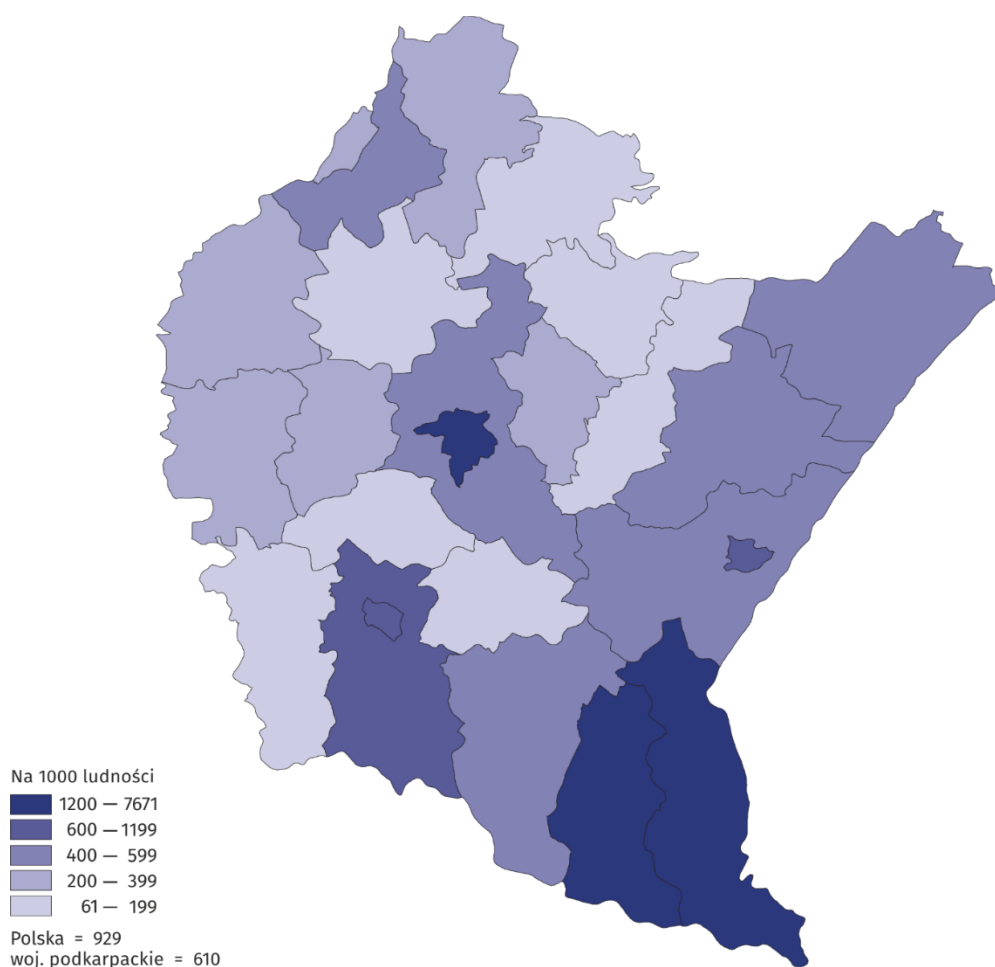 Na 1000 ludności
1200 — 7671
600 — 1199
400 — 599
200 — 399
61 — 199
Polska = 929
woj. podkarpackie = 610